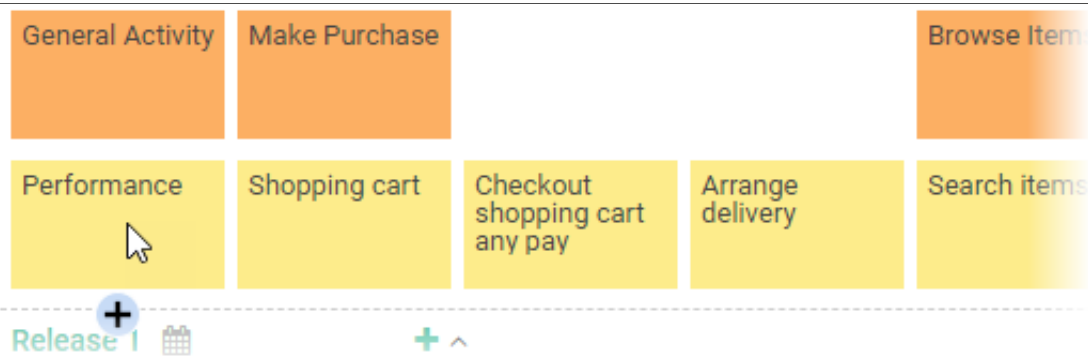 General Activity
Make Purchase
Browse Items
Performance
Shopping cart
Checkout
shopping cart
any pay
Arrange
delivery
Search items
Release 1